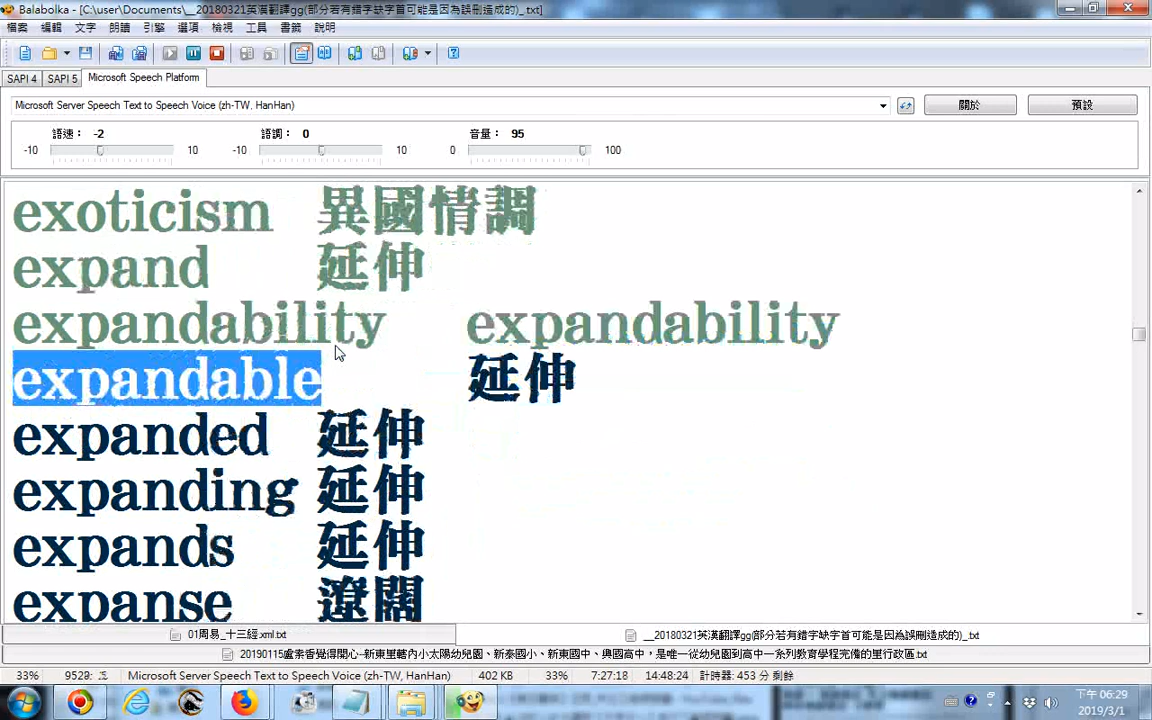 Balabolka - [C:\user\Documents\__20180321英漢翻譯gg(部分若有錯字缺字首可能是因為誤刪造成的)_.txt]
檔案 編輯 文字 朗讀 引擎 選項 檢視 工具 書籤 說明
SAPI 4 SAPI 5 Microsoft Speech Platform
Microsoft Server Speech Text to Speech Voice (zh-TW, HanHan) 關於 預設
語速： -2 語調： 0 音量： 95
-10 10 -10 10 0 100
exoticism 異國情調
expand 延伸
expandability expandability
expandable 延伸
expanded 延伸
expanding 延伸
expands 延伸
expanse 遼闊
01周易_十三經.xml.txt __20180321英漢翻譯gg(部分若有錯字缺字首可能是因為誤刪造成的)_.txt
20190115盧素香覺得開心-新東里轄內小太陽幼兒園、新泰國小、新東國中、興國高中，是唯一從幼兒園到高中一系列教育學程完備的里行政區.txt
33% 9529: Microsoft Server Speech Text to Speech Voice (zh-TW, HanHan) 402 KB 33% 7:27:18 14:48:24 計時器: 453 分 剩餘
下午 06:29
2019/3/1